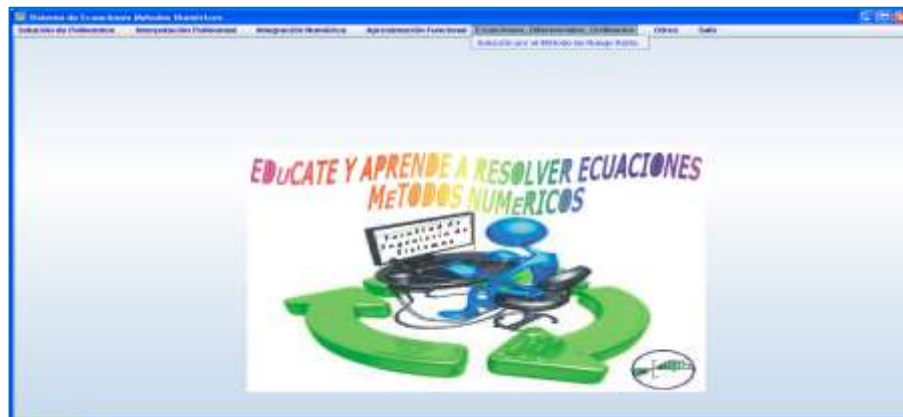 Sistema de Ecuaciones Metodos Numéricos
Solución de Polinomios Interpolación Polinomial Integración Numérica Aproximación Funcional Ecuaciones Diferenciales Ordinarias Otros Salir
Solución por el Método de Runge Kutta
EDuCATE Y APRENDE A RESOLVER ECUACIONES
MeTODOS NUMeRICOS
Facultad de
Ingeniería de
Sistemas